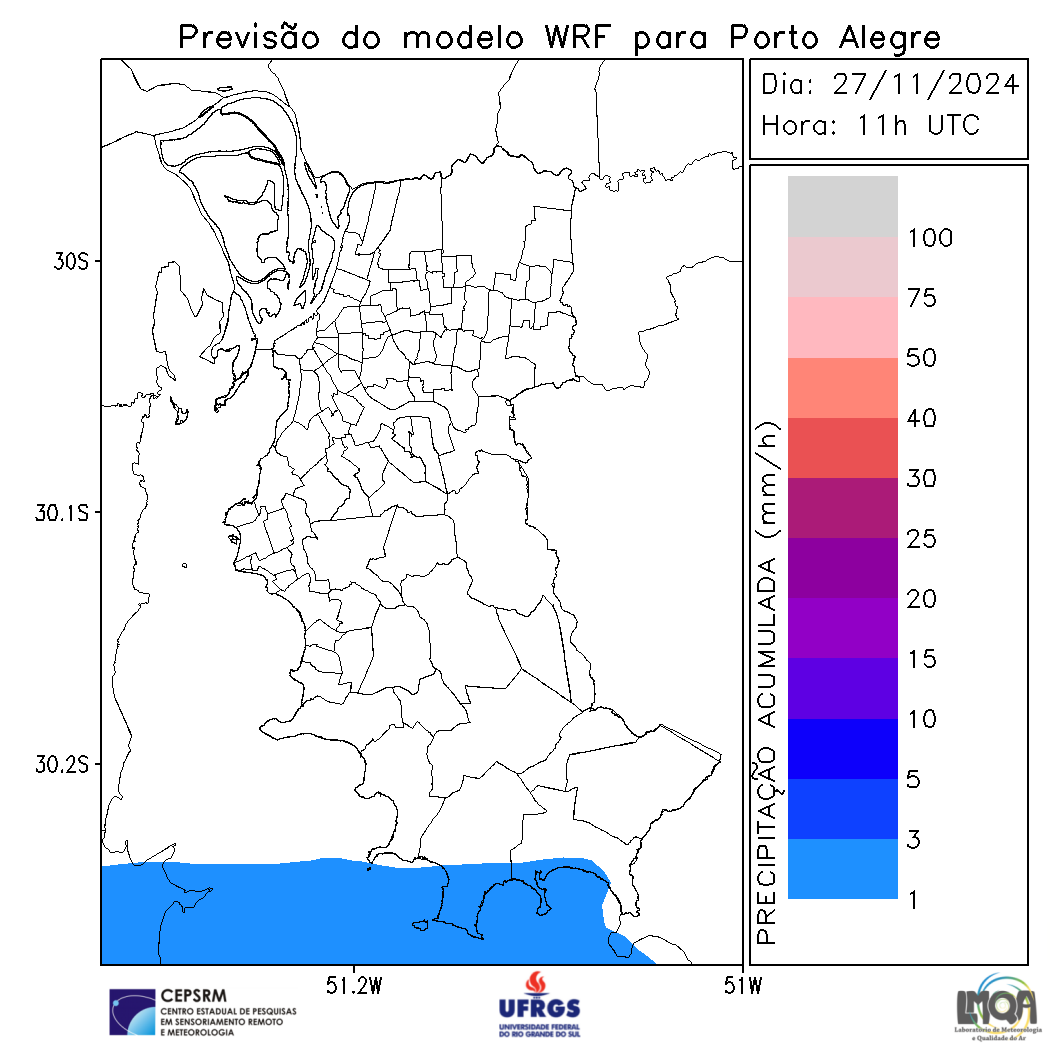 Previsão do modelo WRF para Porto Alegre
Dia: 27/11/2024
Hora: 11h UTC
30S
30.1S
30.2S
51.2W
51W
PRECIPITAÇÃO ACUMULADA (mm/h)
100
75
50
40
30
25
20
15
10
5
3
1
CEPSRM
CENTRO ESTADUAL DE PESQUISAS
EM SENSORIAMENTO REMOTO
E METEOROLOGIA
UFRGS
UNIVERSIDADE FEDERAL
DO RIO GRANDE DO SUL
LMQA
Laboratório de Meteorologia
e Qualidade do Ar